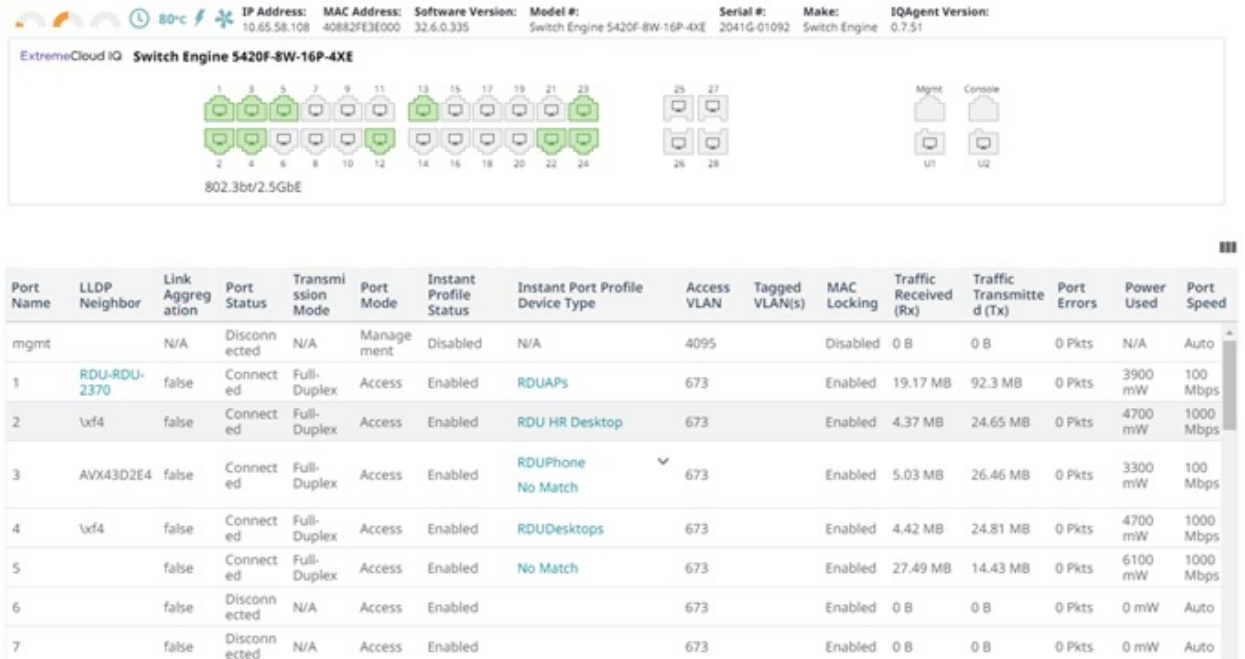 IP Address: MAC Address: Software Version: Model #: Serial #: Make: IQAgent Version:
80°C 10.65.58.108 40882FE3E000 32.6.0.335 Switch Engine 5420F-8W-16P-4XE 2041G-01092 Switch Engine 0.7.51
ExtremeCloud IQ Switch Engine 5420F-8W-16P-4XE
1 3 5 7 9 11 13 15 17 19 21 23 25 27 Mgmt Console
2 4 6 8 10 12 14 16 18 20 22 24 26 28 U1 U2
802.3bt/2.5GbE
Port Name LLDP Neighbor Link Aggregation Port Status Transmission Mode Port Mode Instant Profile Status Instant Port Profile Device Type Access VLAN Tagged VLAN(s) MAC Locking Traffic Received (Rx) Traffic Transmitted (Tx) Port Errors Power Used Port Speed
mgmt N/A Disconnected N/A Management Disabled N/A 4095 Disabled 0 B 0 B 0 Pkts N/A Auto
1 RDU-RDU-2370 false Connected Full-Duplex Access Enabled RDUAPs 673 Enabled 19.17 MB 92.3 MB 0 Pkts 3900 mW 100 Mbps
2 \xf4 false Connected Full-Duplex Access Enabled RDU HR Desktop 673 Enabled 4.37 MB 24.65 MB 0 Pkts 4700 mW 1000 Mbps
3 AVX43D2E4 false Connected Full-Duplex Access Enabled RDUPhone No Match 673 Enabled 5.03 MB 26.46 MB 0 Pkts 3300 mW 100 Mbps
4 \xf4 false Connected Full-Duplex Access Enabled RDUDesktops 673 Enabled 4.42 MB 24.81 MB 0 Pkts 4700 mW 1000 Mbps
5 false Connected Full-Duplex Access Enabled No Match 673 Enabled 27.49 MB 14.43 MB 0 Pkts 6100 mW 1000 Mbps
6 false Disconnected N/A Access Enabled 673 Enabled 0 B 0 B 0 Pkts 0 mW Auto
7 false Disconnected N/A Access Enabled 673 Enabled 0 B 0 B 0 Pkts 0 mW Auto